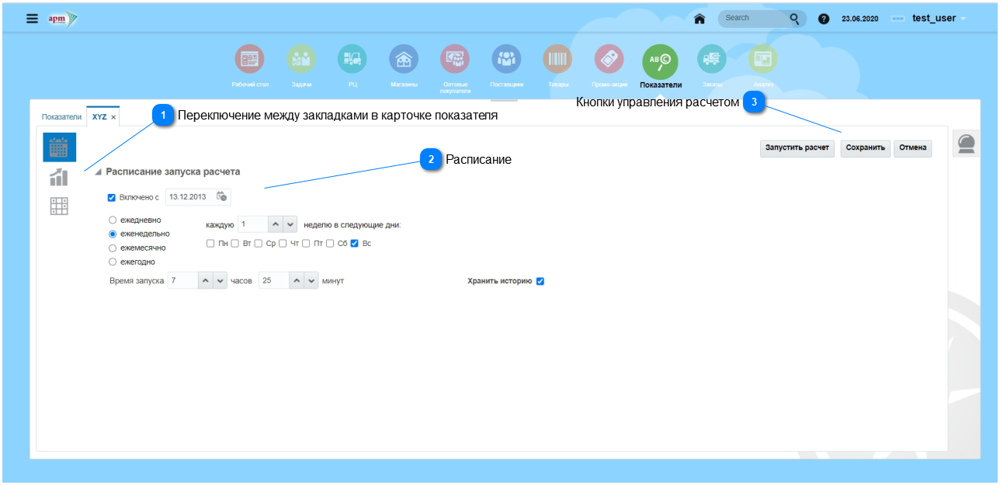 apm
Search
?
23.06.2020
test_user
Рабочий стол
Задачи
РЦ
Магазины
Оптовые
покупатели
Поставщики
Товары
Промо-акции
ABC
Показатели
Заказы
Анализ
Кнопки управления расчетом 3
Показатели
XYZ ×
1 Переключение между закладками в карточке показателя
Запустить расчет
Сохранить
Отмена
2 Расписание
Расписание запуска расчета
Включено с 13.12.2013
ежедневно
еженедельно
ежемесячно
ежегодно
каждую 1 неделю в следующие дни:
Пн Вт Ср Чт Пт Сб Вс
Время запуска 7 часов 25 минут
Хранить историю